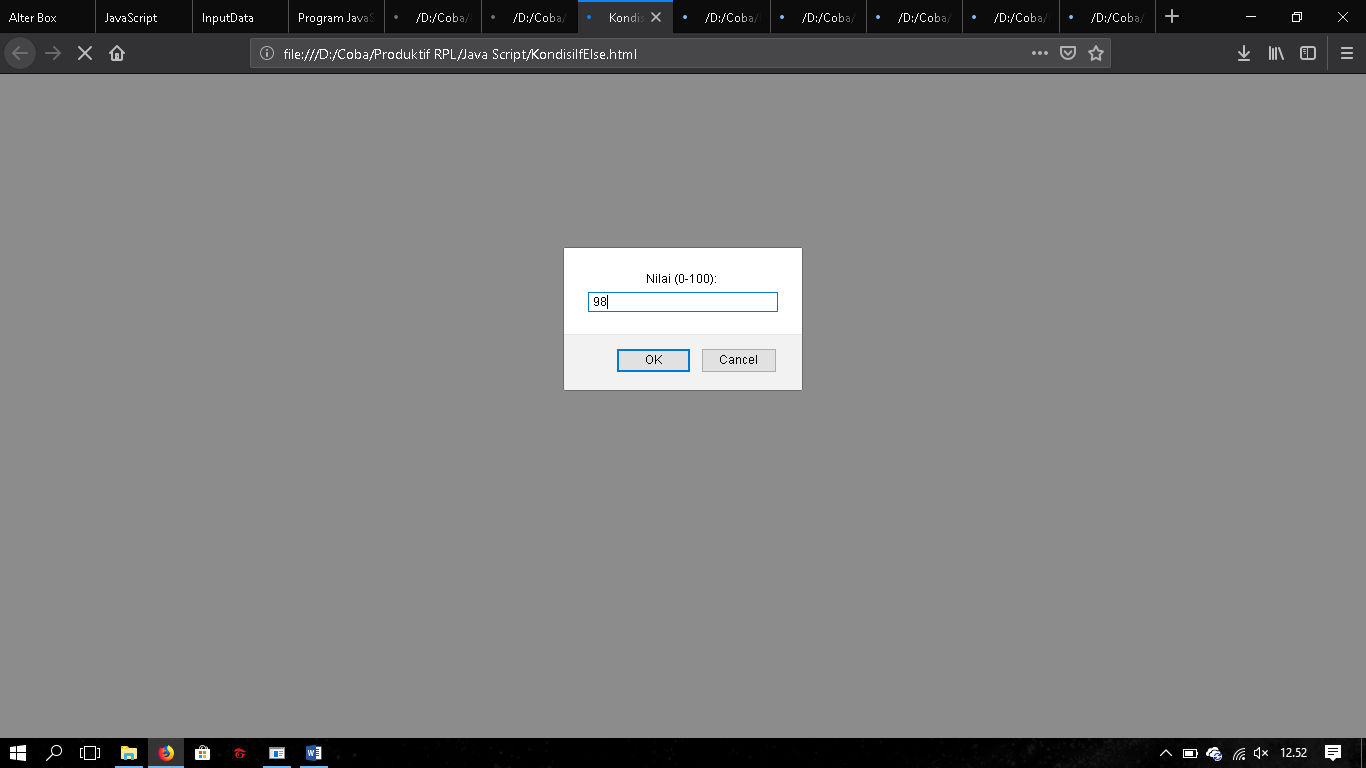 Alter Box
JavaScript
InputData
Program JavaS
/D:/Coba/
/D:/Coba/
Kondis
/D:/Coba/
/D:/Coba/
/D:/Coba/
/D:/Coba/
/D:/Coba/
file:///D:/Coba/Produktif RPL/Java Script/KondisiIfElse.html
Nilai (0-100):
98
OK
Cancel
12.52